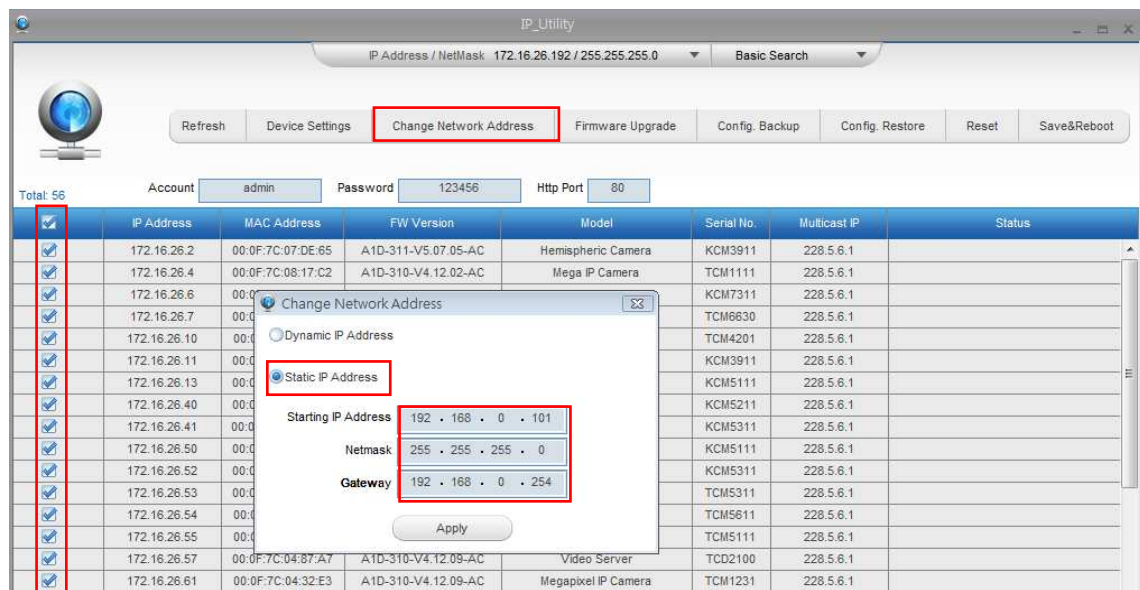 IP_Utility
IP Address / NetMask 172.16.26.192 / 255.255.255.0 Basic Search
Refresh Device Settings Change Network Address Firmware Upgrade Config. Backup Config. Restore Reset Save&Reboot
Total: 56 Account admin Password 123456 Http Port 80
IP Address MAC Address FW Version Model Serial No. Multicast IP Status
172.16.26.2 00:0F:7C:07:DE:65 A1D-311-V5.07.05-AC Hemispheric Camera KCM3911 228.5.6.1
172.16.26.4 00:0F:7C:08:17:C2 A1D-310-V4.12.02-AC Mega IP Camera TCM1111 228.5.6.1
172.16.26.6 KCM7311 228.5.6.1
172.16.26.7 TCM6630 228.5.6.1
172.16.26.10 TCM4201 228.5.6.1
172.16.26.11 KCM3911 228.5.6.1
172.16.26.13 KCM5111 228.5.6.1
172.16.26.40 KCM5211 228.5.6.1
172.16.26.41 KCM5311 228.5.6.1
172.16.26.50 KCM5111 228.5.6.1
172.16.26.52 KCM5311 228.5.6.1
172.16.26.53 TCM5311 228.5.6.1
172.16.26.54 TCM5611 228.5.6.1
172.16.26.55 TCM5111 228.5.6.1
172.16.26.57 00:0F:7C:04:87:A7 A1D-310-V4.12.09-AC Video Server TCD2100 228.5.6.1
172.16.26.61 00:0F:7C:04:32:E3 A1D-310-V4.12.09-AC Megapixel IP Camera TCM1231 228.5.6.1
Change Network Address
Dynamic IP Address
Static IP Address
Starting IP Address 192 . 168 . 0 . 101
Netmask 255 . 255 . 255 . 0
Gateway 192 . 168 . 0 . 254
Apply